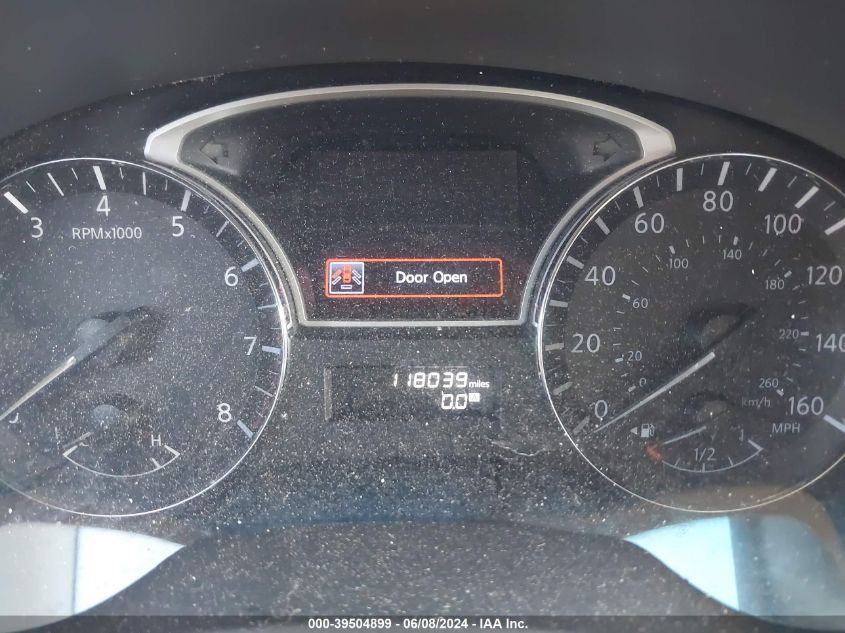 3 4 5 6 7 8
RPMx1000
H
Door Open
118039 miles
0.0
0 20 40 60 80 100 120 140 160
MPH
0 20 60 100 140 180 220 260
km/h
1/2
000-39504899 - 06/08/2024 - IAA Inc.